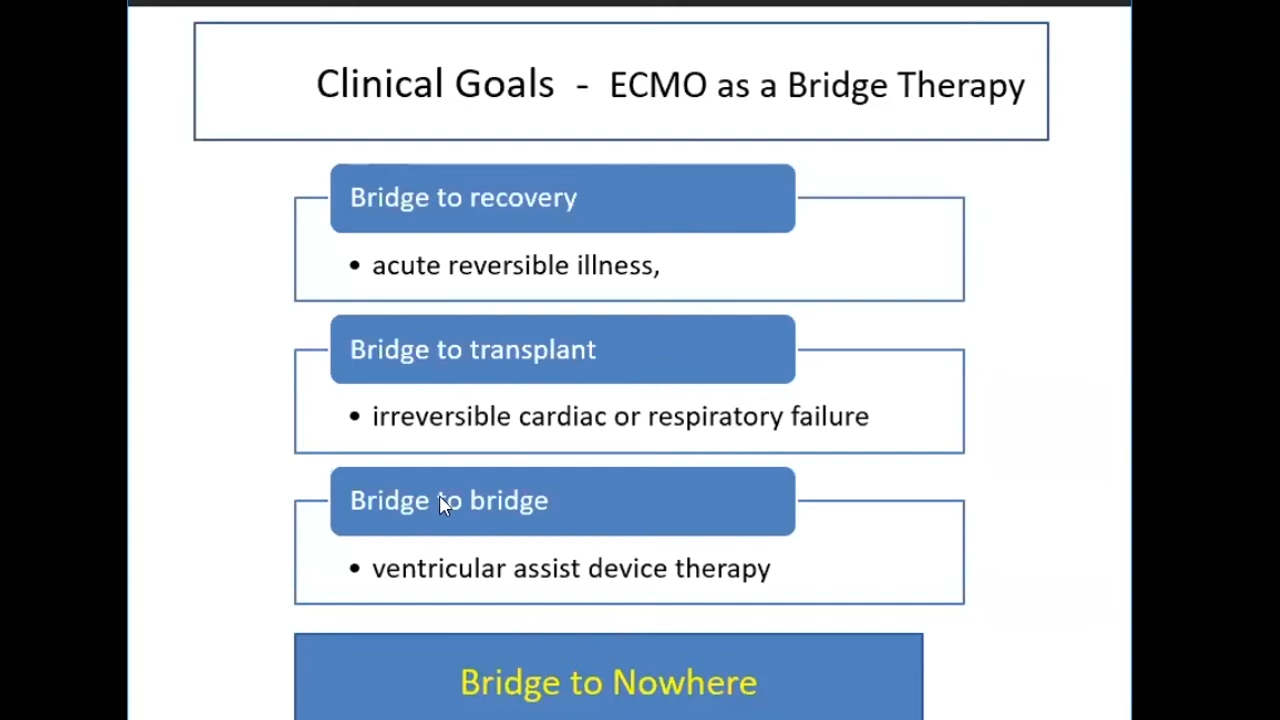 Clinical Goals - ECMO as a Bridge Therapy
Bridge to recovery
• acute reversible illness,
Bridge to transplant
• irreversible cardiac or respiratory failure
Bridge to bridge
• ventricular assist device therapy
Bridge to Nowhere